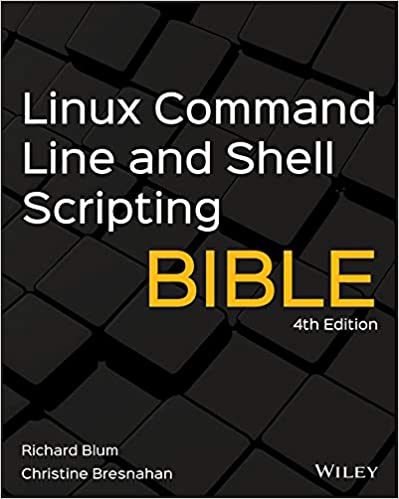 Linux Command
Line and Shell
Scripting
BIBLE
4th Edition
Richard Blum
Christine Bresnahan
WILEY